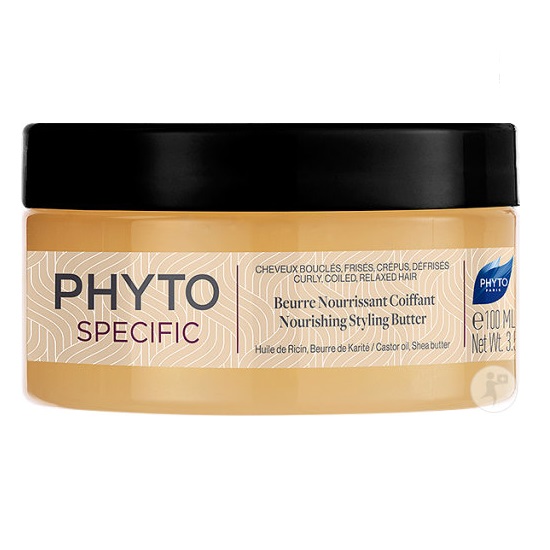 PHYTO
SPECIFIC
CHEVEUX BOUCLÉS, FRISÉS, CRÉPUS, DÉFRISÉS
CURLY, COILED, RELAXED HAIR
Beurre Nourrissant Coiffant
Nourishing Styling Butter
Huile de Ricin, Beurre de Karité / Castor oil, Shea butter
PHYTO
PARIS
℮100 ML
Net Wt. 3.